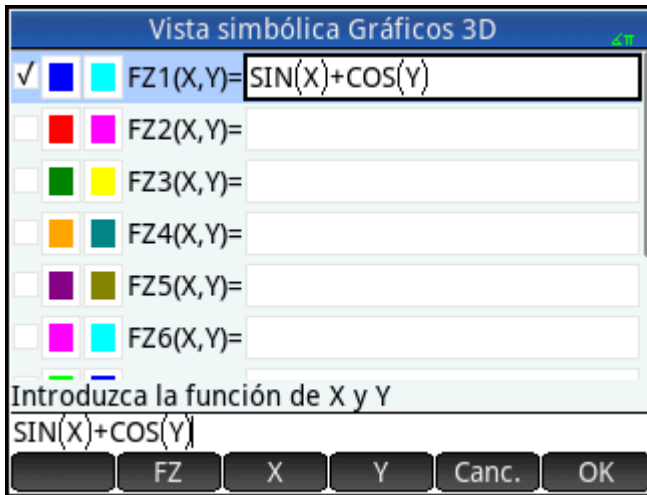 Vista simbólica Gráficos 3D
∡π
√ FZ1(X,Y)= SIN(X)+COS(Y)
FZ2(X,Y)=
FZ3(X,Y)=
FZ4(X,Y)=
FZ5(X,Y)=
FZ6(X,Y)=
Introduzca la función de X y Y
SIN(X)+COS(Y)
FZ X Y Canc. OK